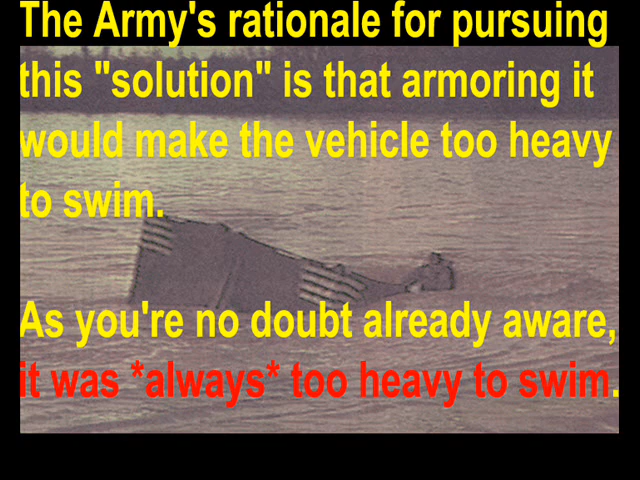 The Army's rationale for pursuing
this "solution" is that armoring it
would make the vehicle too heavy
to swim.
As you're no doubt already aware,
it was *always* too heavy to swim.